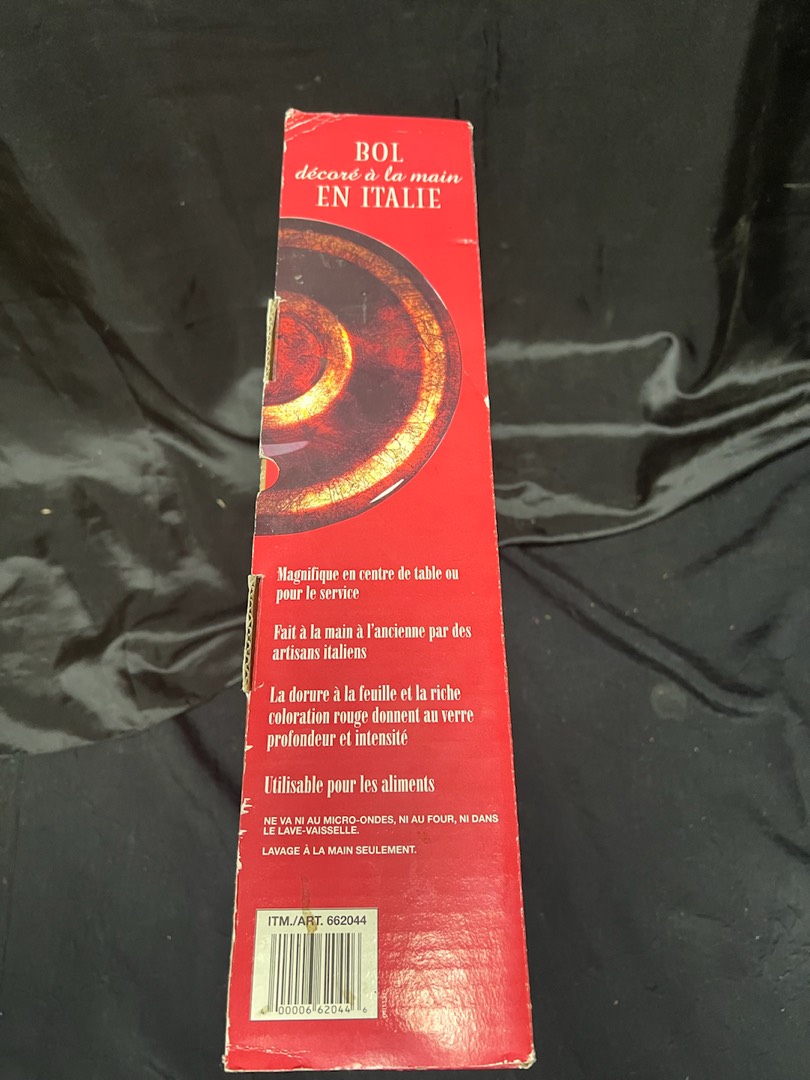 BOL
décoré à la main
EN ITALIE
Magnifique en centre de table ou
pour le service
Fait à la main à l'ancienne par des
artisans italiens
La dorure à la feuille et la riche
coloration rouge donnent au verre
profondeur et intensité
Utilisable pour les aliments
NE VA NI AU MICRO-ONDES, NI AU FOUR, NI DANS
LE LAVE-VAISSELLE.
LAVAGE À LA MAIN SEULEMENT.
ITM./ART. 662044
4 00006 62044 6